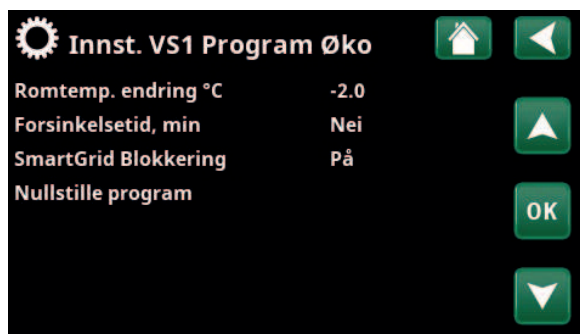 Innst. VS1 Program Øko
Romtemp. endring °C -2.0
Forsinkelsetid, min Nei
SmartGrid Blokkering På
Nullstille program
OK